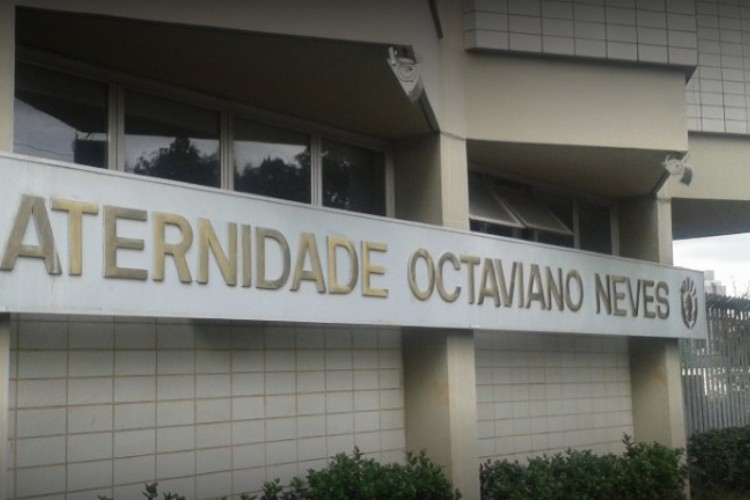 ATERNIDADE OCTAVIANO NEVES